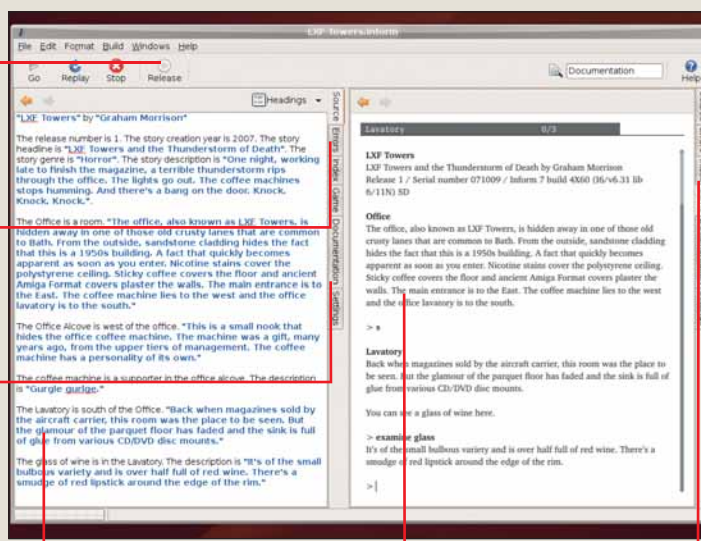 LXF Towers.inform
File Edit Format Build Windows Help
Go Replay Stop Release
Documentation
Help
Headings
"LXF Towers" by "Graham Morrison"
The release number is 1. The story creation year is 2007. The story
headline is "LXF Towers and the Thunderstorm of Death". The
story genre is "Horror". The story description is "One night, working
late to finish the magazine, a terrible thunderstorm rips
through the office. The lights go out. The coffee machines
stops humming. And there's a bang on the door. Knock.
Knock, Knock.".
The Office is a room. "The office, also known as LXF Towers, is
hidden away in one of those old crusty lanes that are common
to Bath. From the outside, sandstone cladding hides the fact
that this is a 1950s building. A fact that quickly becomes
apparent as soon as you enter. Nicotine stains cover the
polystyrene ceiling. Sticky coffee covers the floor and ancient
Amiga Format covers plaster the walls. The main entrance is to
the East. The coffee machine lies to the west and the office
lavatory is to the south."
The Office Alcove is west of the office. "This is a small nook that
hides the office coffee machine. The machine was a gift, many
years ago, from the upper tiers of management. The coffee
machine has a personality of its own."
The coffee machine is a supporter in the office alcove. The description
is "Gurgle gurlge."
The Lavatory is south of the Office. "Back when magazines sold by
the aircraft carrier, this room was the place to be seen. But
the glamour of the parquet floor has faded and the sink is full
of glue from various CD/DVD disc mounts."
The glass of wine is in the Lavatory. The description is "It's of the small
bulbous variety and is over half full of red wine. There's a
smudge of red lipstick around the edge of the rim."
Source
Errors
Index
Game
Documentation
Settings
Lavatory 0/3
LXF Towers
LXF Towers and the Thunderstorm of Death by Graham Morrison
Release 1 / Serial number 071009 / Inform 7 build 4X60 (I6/v6.31 lib
6/11N) SD
Office
The office, also known as LXF Towers, is hidden away in one of those old
crusty lanes that are common to Bath. From the outside, sandstone cladding
hides the fact that this is a 1950s building. A fact that quickly becomes
apparent as soon as you enter. Nicotine stains cover the polystyrene ceiling.
Sticky coffee covers the floor and ancient Amiga Format covers plaster the
walls. The main entrance is to the East. The coffee machine lies to the west
and the office lavatory is to the south.
> s
Lavatory
Back when magazines sold by the aircraft carrier, this room was the place to
be seen. But the glamour of the parquet floor has faded and the sink is full of
glue from various CD/DVD disc mounts.
You can see a glass of wine here.
> examine glass
It's of the small bulbous variety and is over half full of red wine. There's a
smudge of red lipstick around the edge of the rim.
>